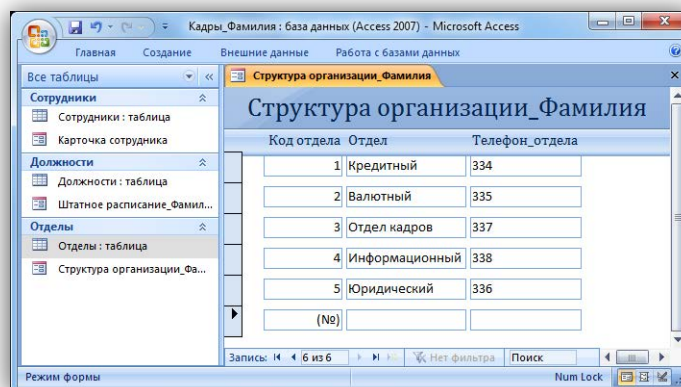 Кадры_Фамилия : база данных (Access 2007) - Microsoft Access
Главная Создание Внешние данные Работа с базами данных
Все таблицы
Сотрудники
Сотрудники : таблица
Карточка сотрудника
Должности
Должности : таблица
Штатное расписание_Фамил...
Отделы
Отделы : таблица
Структура организации_Фа...
Структура организации_Фамилия
Структура организации_Фамилия
Код отдела Отдел Телефон_отдела
1 Кредитный 334
2 Валютный 335
3 Отдел кадров 337
4 Информационный 338
5 Юридический 336
(№)
Запись: 6 из 6 Нет фильтра Поиск
Режим формы Num Lock